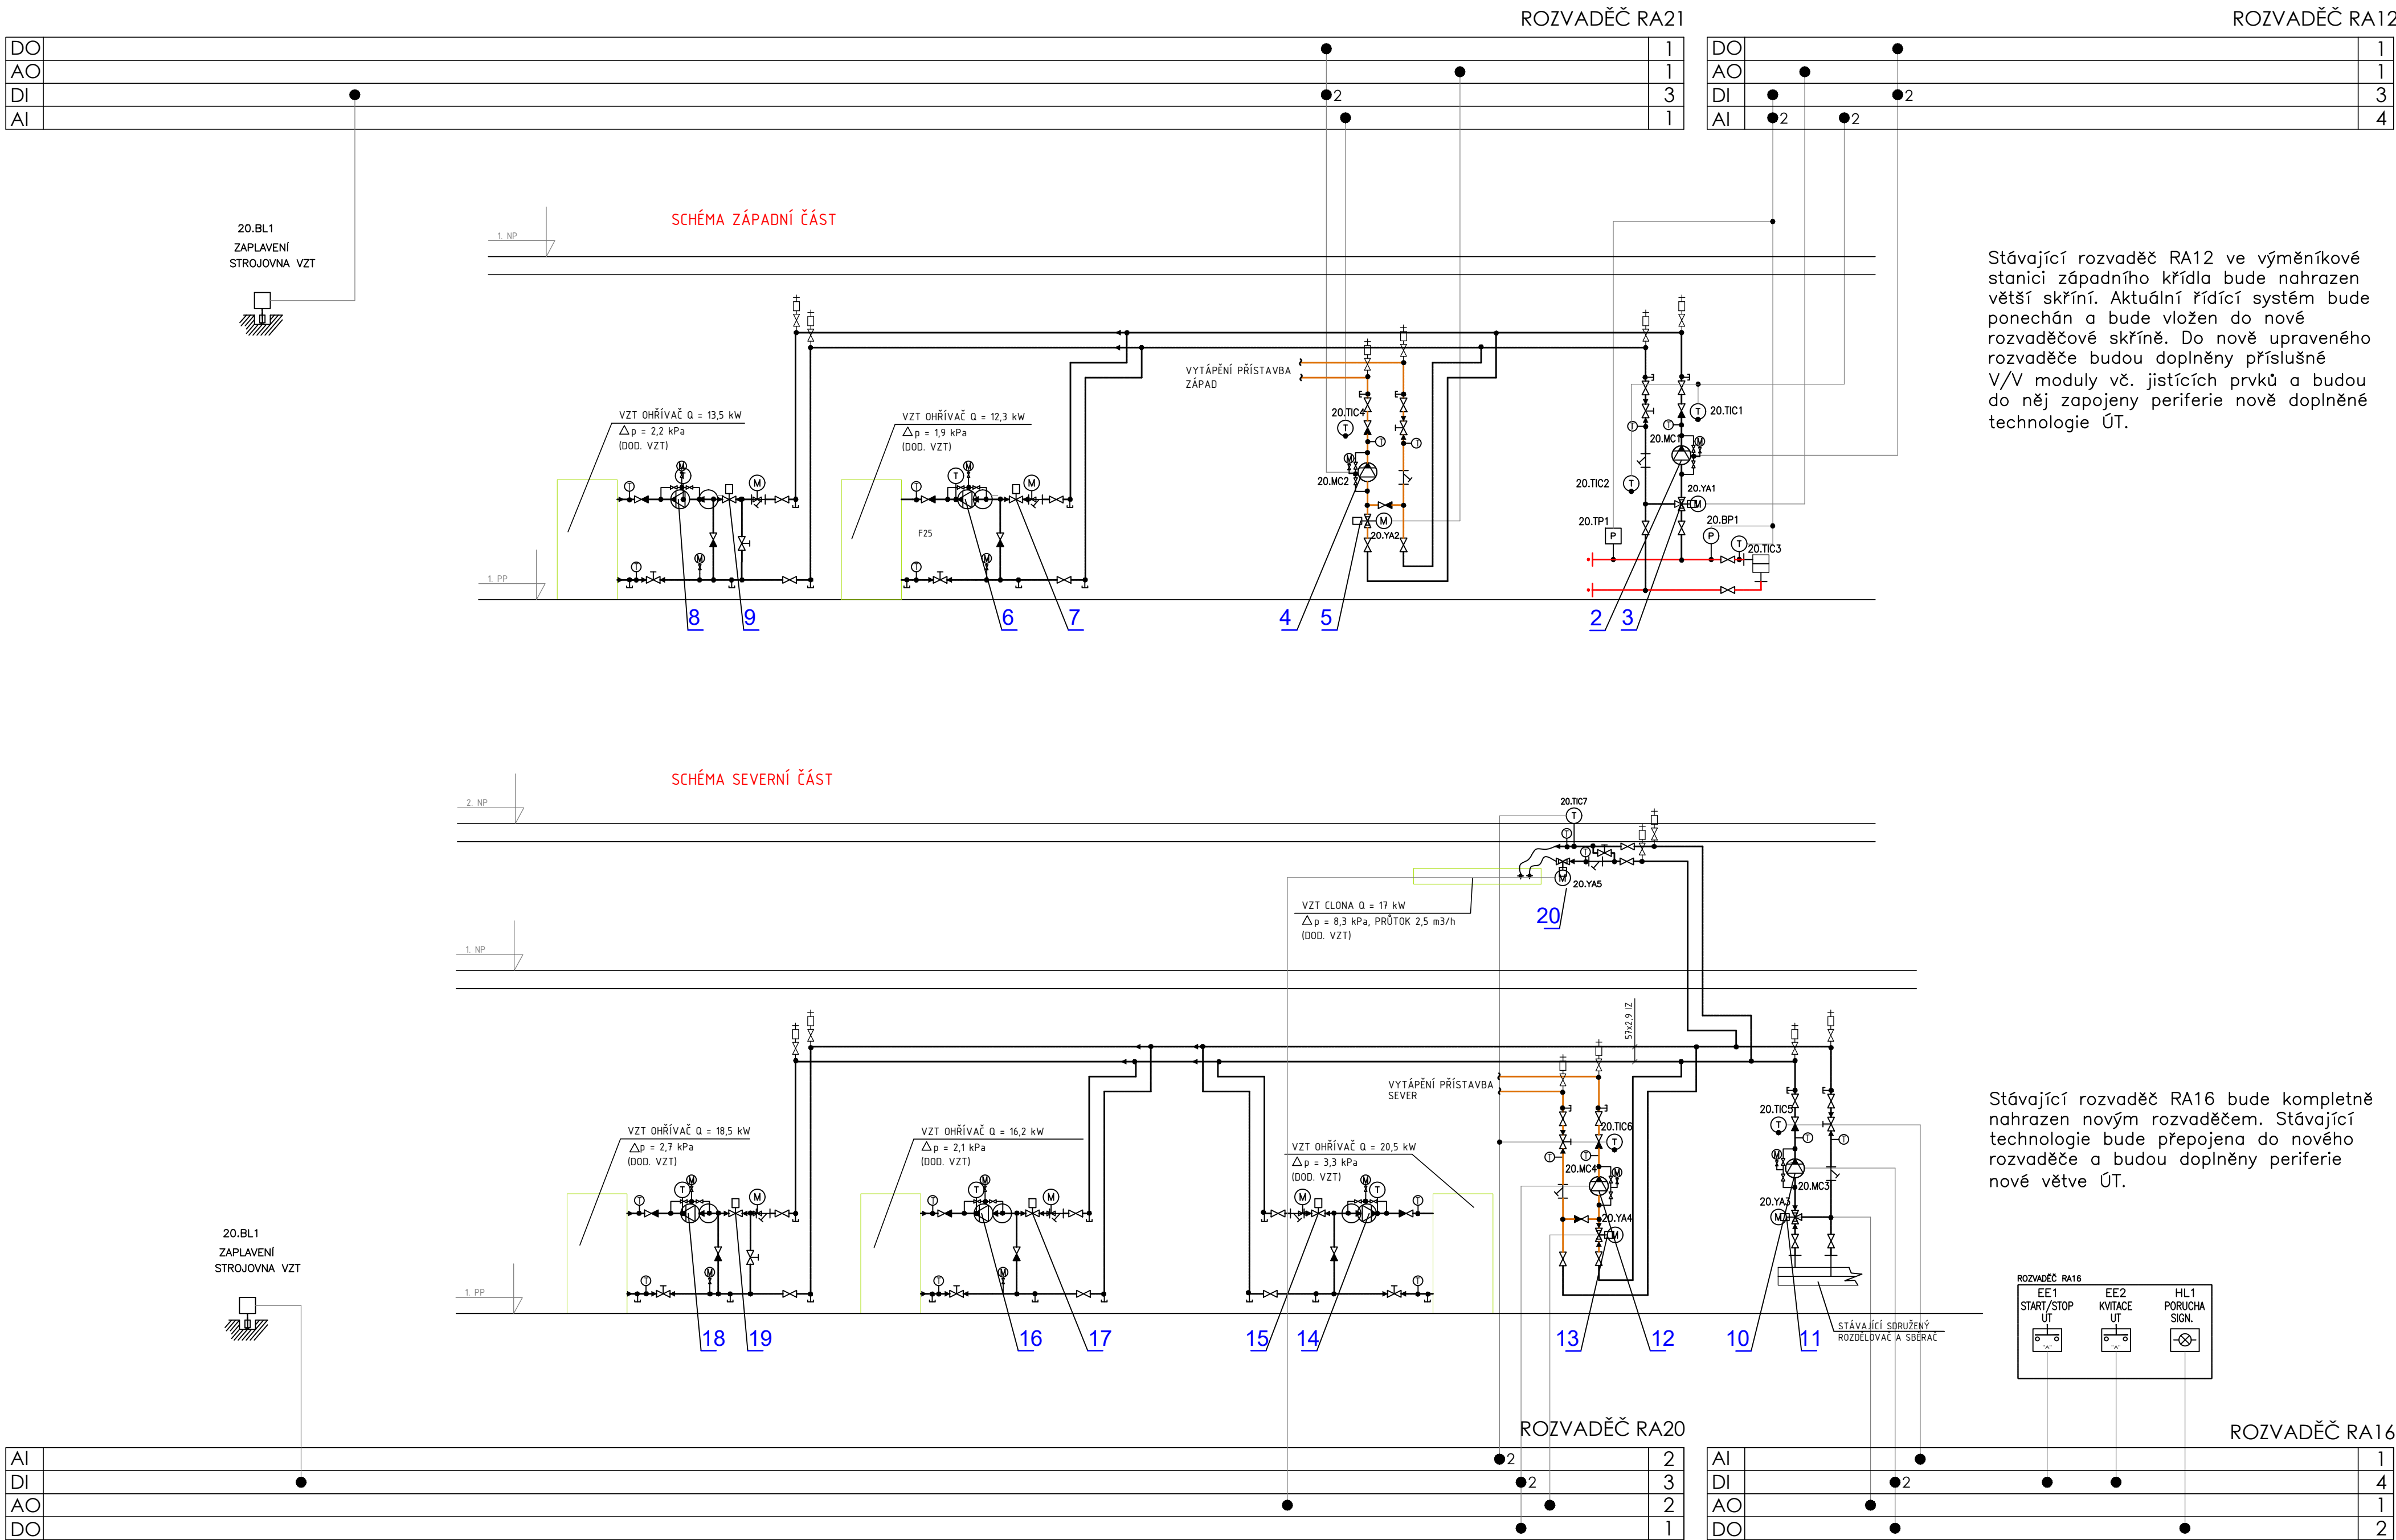 ROZVADĚČ RA21
DO 1
AO 1
DI 2 3
AI 1
ROZVADĚČ RA12
DO 1
AO 1
DI 2 3
AI 2 2 4
SCHÉMA ZÁPADNÍ ČÁST
20.BL1
ZAPLAVENÍ
STROJOVNA VZT
1. NP
1. PP
VZT OHŘÍVAČ Q = 13,5 kW
△p = 2,2 kPa
(DOD. VZT)
VZT OHŘÍVAČ Q = 12,3 kW
△p = 1,9 kPa
(DOD. VZT)
F25
VYTÁPĚNÍ PŘÍSTAVBA
ZÁPAD
20.TIC4
20.MC2
20.YA2
20.TIC1
20.MC1
20.TIC2
20.YA1
20.TP1
20.BP1
20.TIC3
8
9
6
7
4
5
2
3
Stávající rozvaděč RA12 ve výměníkové
stanici západního křídla bude nahrazen
větší skříní. Aktuální řídící systém bude
ponechán a bude vložen do nové
rozvaděčové skříně. Do nově upraveného
rozvaděče budou doplněny příslušné
V/V moduly vč. jistících prvků a budou
do něj zapojeny periferie nově doplněné
technologie ÚT.
SCHÉMA SEVERNÍ ČÁST
2. NP
1. NP
1. PP
20.TIC7
20.YA5
20
VZT CLONA Q = 17 kW
△p = 8,3 kPa, PRŮTOK 2,5 m3/h
(DOD. VZT)
57x2,9 IZ
VYTÁPĚNÍ PŘÍSTAVBA
SEVER
VZT OHŘÍVAČ Q = 18,5 kW
△p = 2,7 kPa
(DOD. VZT)
VZT OHŘÍVAČ Q = 16,2 kW
△p = 2,1 kPa
(DOD. VZT)
VZT OHŘÍVAČ Q = 20,5 kW
△p = 3,3 kPa
(DOD. VZT)
20.TIC6
20.MC4
20.YA4
20.TIC5
20.MC3
20.YA3
20.BL1
ZAPLAVENÍ
STROJOVNA VZT
18
19
16
17
15
14
13
12
10
11
STÁVAJÍCÍ SDRUŽENÝ
ROZDĚLOVAČ A SBĚRAČ
Stávající rozvaděč RA16 bude kompletně
nahrazen novým rozvaděčem. Stávající
technologie bude přepojena do nového
rozvaděče a budou doplněny periferie
nové větve ÚT.
ROZVADĚČ RA16
EE1
START/STOP
UT
"A"
EE2
KVITACE
UT
"A"
HL1
PORUCHA
SIGN.
ROZVADĚČ RA20
AI 2 2
DI 2 3
AO 2
DO 1
ROZVADĚČ RA16
AI 1
DI 2 4
AO 1
DO 2